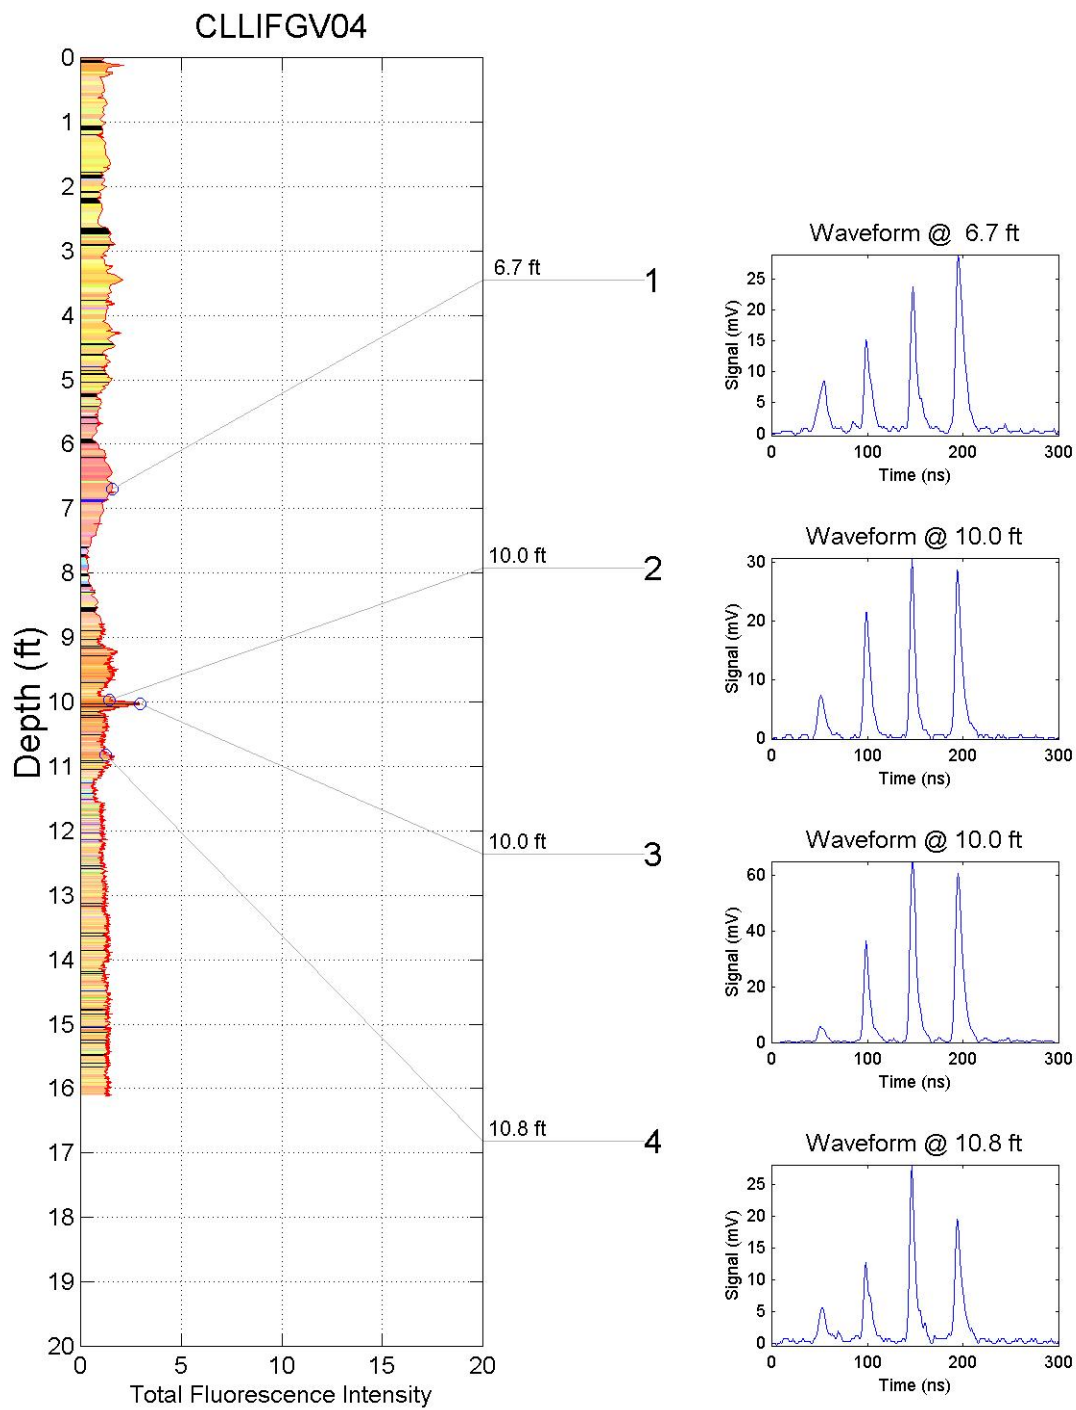 CLLIFGV04
Depth (ft)
0
1
2
3
4
5
6
7
8
9
10
11
12
13
14
15
16
17
18
19
20
0 5 10 15 20
Total Fluorescence Intensity
6.7 ft 1
10.0 ft 2
10.0 ft 3
10.8 ft 4
Waveform @ 6.7 ft
Signal (mV)
25
20
15
10
5
0
0 100 200 300
Time (ns)
Waveform @ 10.0 ft
Signal (mV)
30
20
10
0
0 100 200 300
Time (ns)
Waveform @ 10.0 ft
Signal (mV)
60
40
20
0
0 100 200 300
Time (ns)
Waveform @ 10.8 ft
Signal (mV)
25
20
15
10
5
0
0 100 200 300
Time (ns)